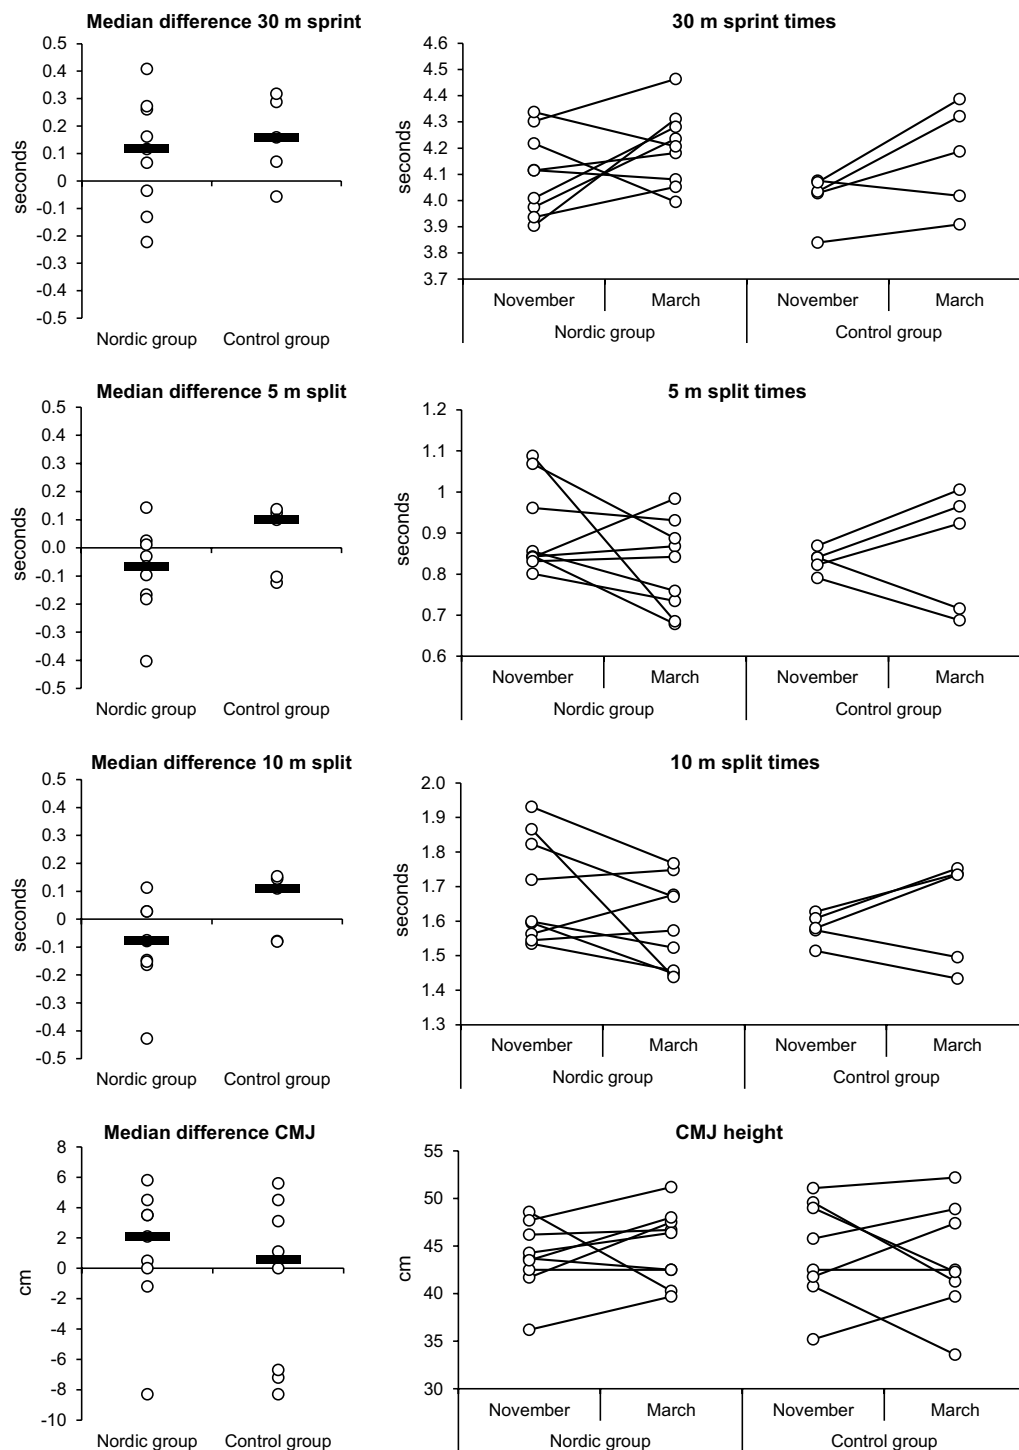 Median difference 30 m sprint
0.5
0.4
0.3
0.2
0.1
0
-0.1
-0.2
-0.3
-0.4
-0.5
seconds
Nordic group Control group
30 m sprint times
4.6
4.5
4.4
4.3
4.2
4.1
4.0
3.9
3.8
3.7
seconds
November March November March
Nordic group Control group
Median difference 5 m split
0.5
0.4
0.3
0.2
0.1
0.0
-0.1
-0.2
-0.3
-0.4
-0.5
seconds
Nordic group Control group
5 m split times
1.2
1.1
1
0.9
0.8
0.7
0.6
seconds
November March November March
Nordic group Control group
Median difference 10 m split
0.5
0.4
0.3
0.2
0.1
0
-0.1
-0.2
-0.3
-0.4
-0.5
seconds
Nordic group Control group
10 m split times
2.0
1.9
1.8
1.7
1.6
1.5
1.4
1.3
seconds
November March November March
Nordic group Control group
Median difference CMJ
8
6
4
2
0
-2
-4
-6
-8
-10
cm
Nordic group Control group
CMJ height
55
50
45
40
35
30
cm
November March November March
Nordic group Control group